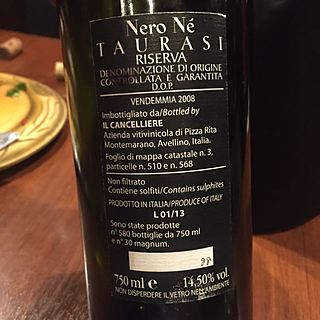 Nero Né
TAURASI
RISERVA
DENOMINAZIONE DI ORIGINE
CONTROLLATA E GARANTITA
D.O.P.
VENDEMMIA 2008
Imbottigliato da/Bottled by
IL CANCELLIERE
Azienda vitivinicola di Pizza Rita
Montemarano, Avellino, Italia.
Foglio di mappa catastale n. 3,
particelle n. 510 e n. 568
Non filtrato
Contiene solfiti/Contains sulphites
PRODOTTO IN ITALIA/PRODUCE OF ITALY
L 01/13
Sono state prodotte
n° 580 bottiglie da 750 ml
e n° 30 magnum.
750 ml e 14,50% vol.
NON DISPERDERE IL VETRO NELL'AMBIENTE